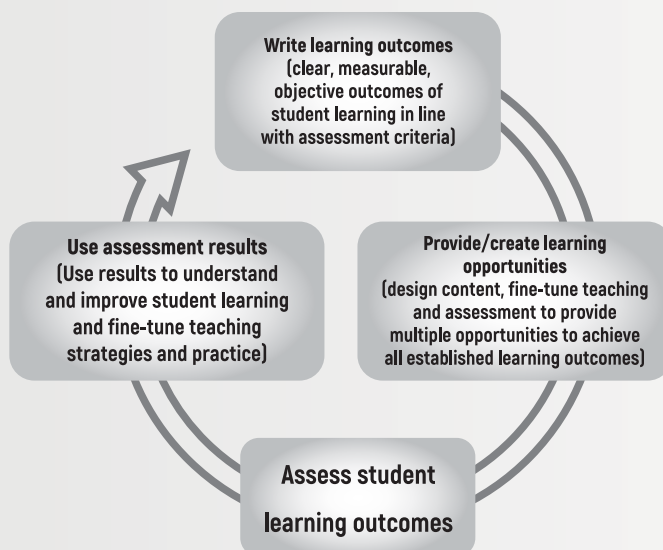 Write learning outcomes
(clear, measurable,
objective outcomes of
student learning in line
with assessment criteria)
Provide/create learning
opportunities
(design content, fine-tune teaching
and assessment to provide
multiple opportunities to achieve
all established learning outcomes)
Assess student
learning outcomes
Use assessment results
(Use results to understand
and improve student learning
and fine-tune teaching
strategies and practice)